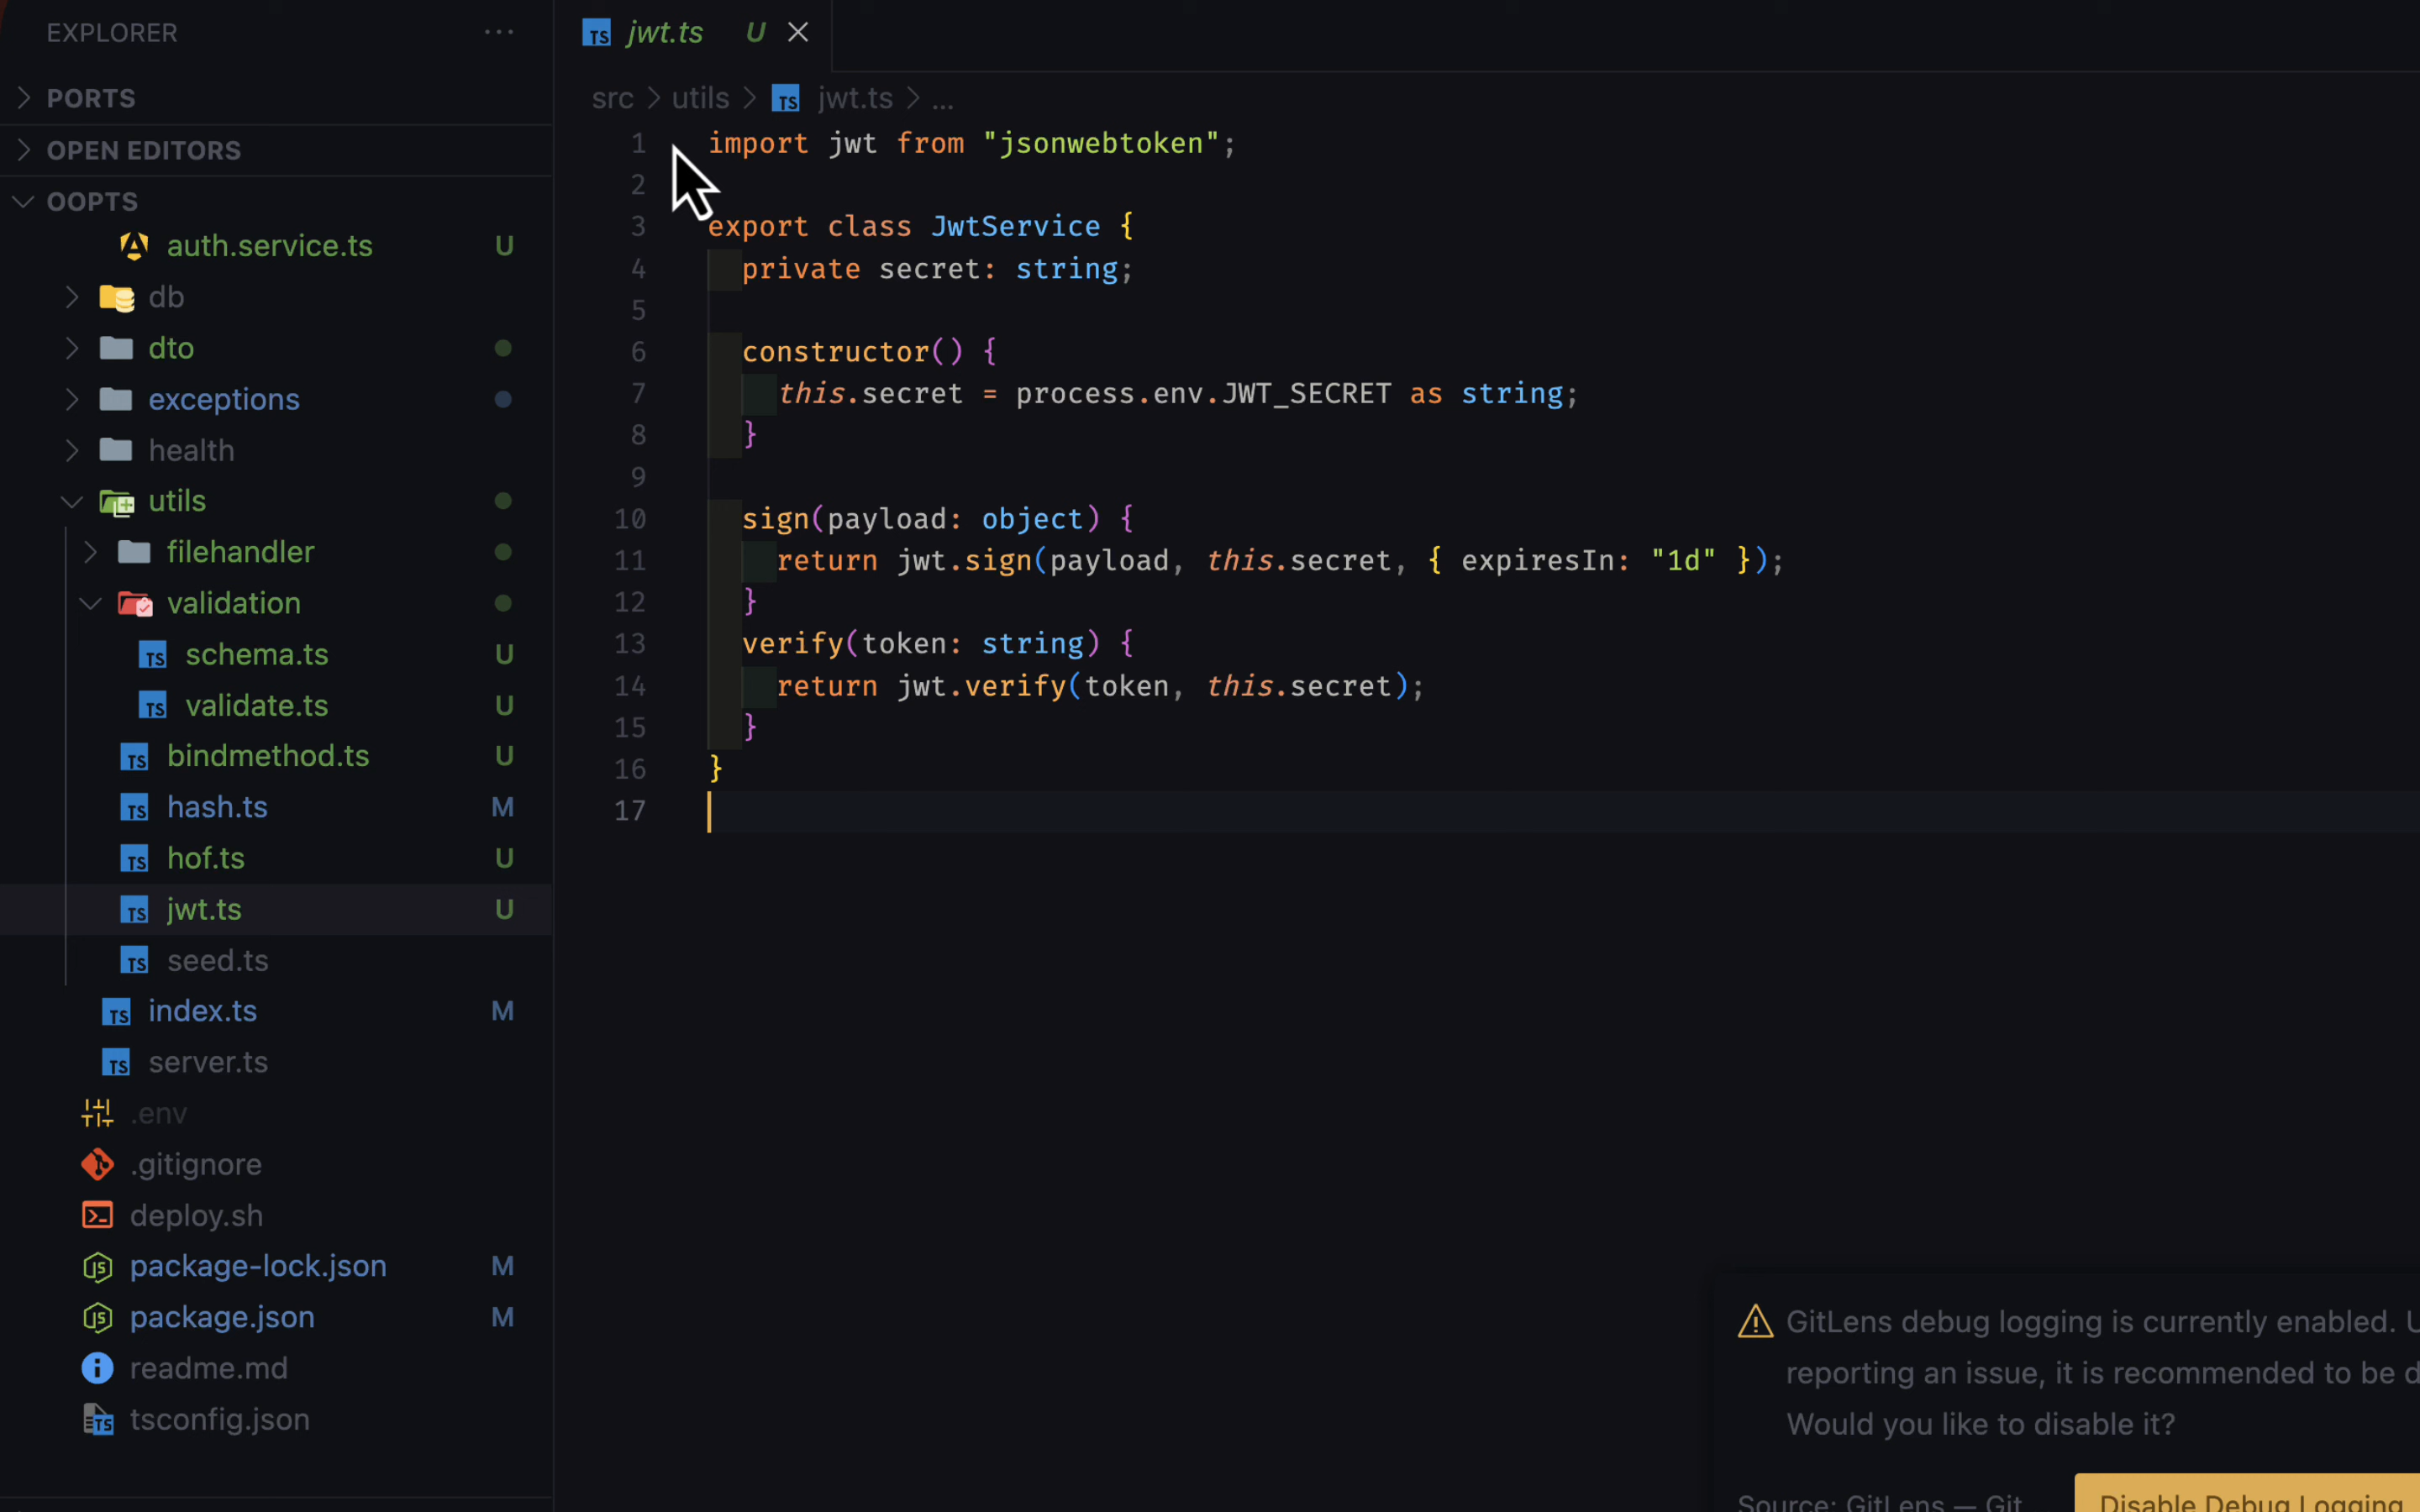 EXPLORER
PORTS
OPEN EDITORS
OOPTS
auth.service.ts U
db
dto
exceptions
health
utils
filehandler
validation
schema.ts U
validate.ts U
bindmethod.ts U
hash.ts M
hof.ts U
jwt.ts U
seed.ts
index.ts M
server.ts
.env
.gitignore
deploy.sh
package-lock.json M
package.json M
readme.md
tsconfig.json
TS jwt.ts U
src > utils > TS jwt.ts > ...
1 import jwt from "jsonwebtoken";
2
3 export class JwtService {
4 private secret: string;
5
6 constructor() {
7 this.secret = process.env.JWT_SECRET as string;
8 }
9
10 sign(payload: object) {
11 return jwt.sign(payload, this.secret, { expiresIn: "1d" });
12 }
13 verify(token: string) {
14 return jwt.verify(token, this.secret);
15 }
16 }
17
GitLens debug logging is currently enabled.
reporting an issue, it is recommended to be
Would you like to disable it?
Source: GitLens — Git
Disable Debug Logging